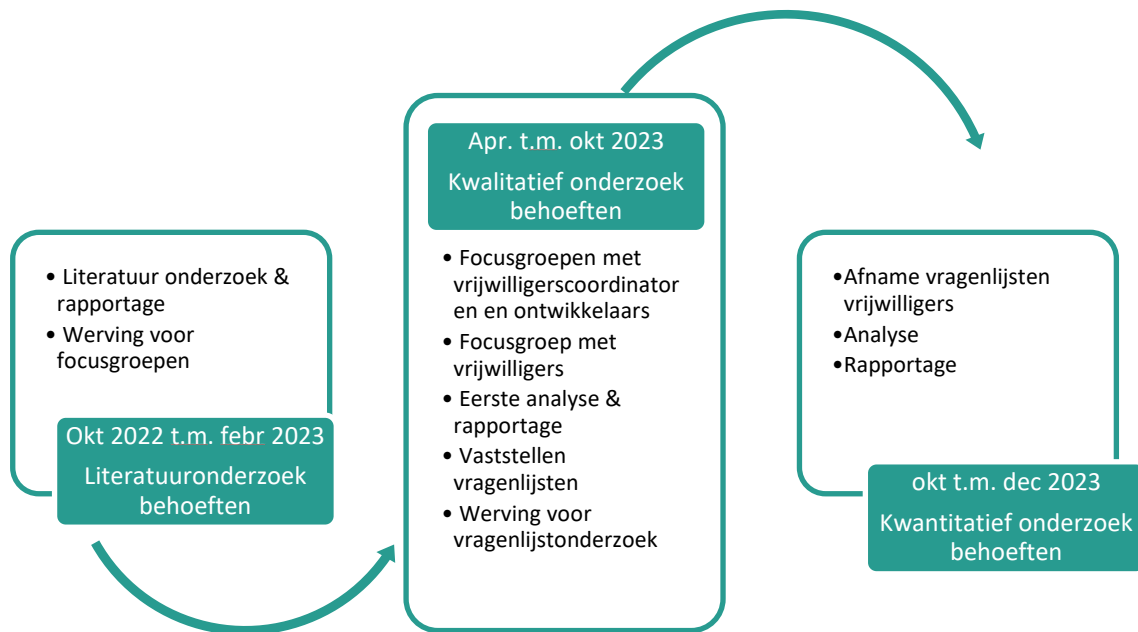 • Literatuur onderzoek &
rapportage
• Werving voor
focusgroepen
Okt 2022 t.m. febr 2023
Literatuuronderzoek
behoeften
Apr. t.m. okt 2023
Kwalitatief onderzoek
behoeften
• Focusgroepen met
vrijwilligerscoordinator
en en ontwikkelaars
• Focusgroep met
vrijwilligers
• Eerste analyse &
rapportage
• Vaststellen
vragenlijsten
• Werving voor
vragenlijstonderzoek
•Afname vragenlijsten
vrijwilligers
•Analyse
•Rapportage
okt t.m. dec 2023
Kwantitatief onderzoek
behoeften